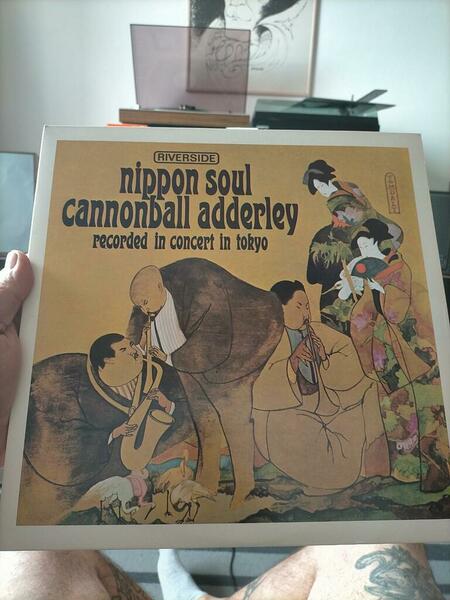 RIVERSIDE
nippon soul
cannonball adderley
recorded in concert in tokyo